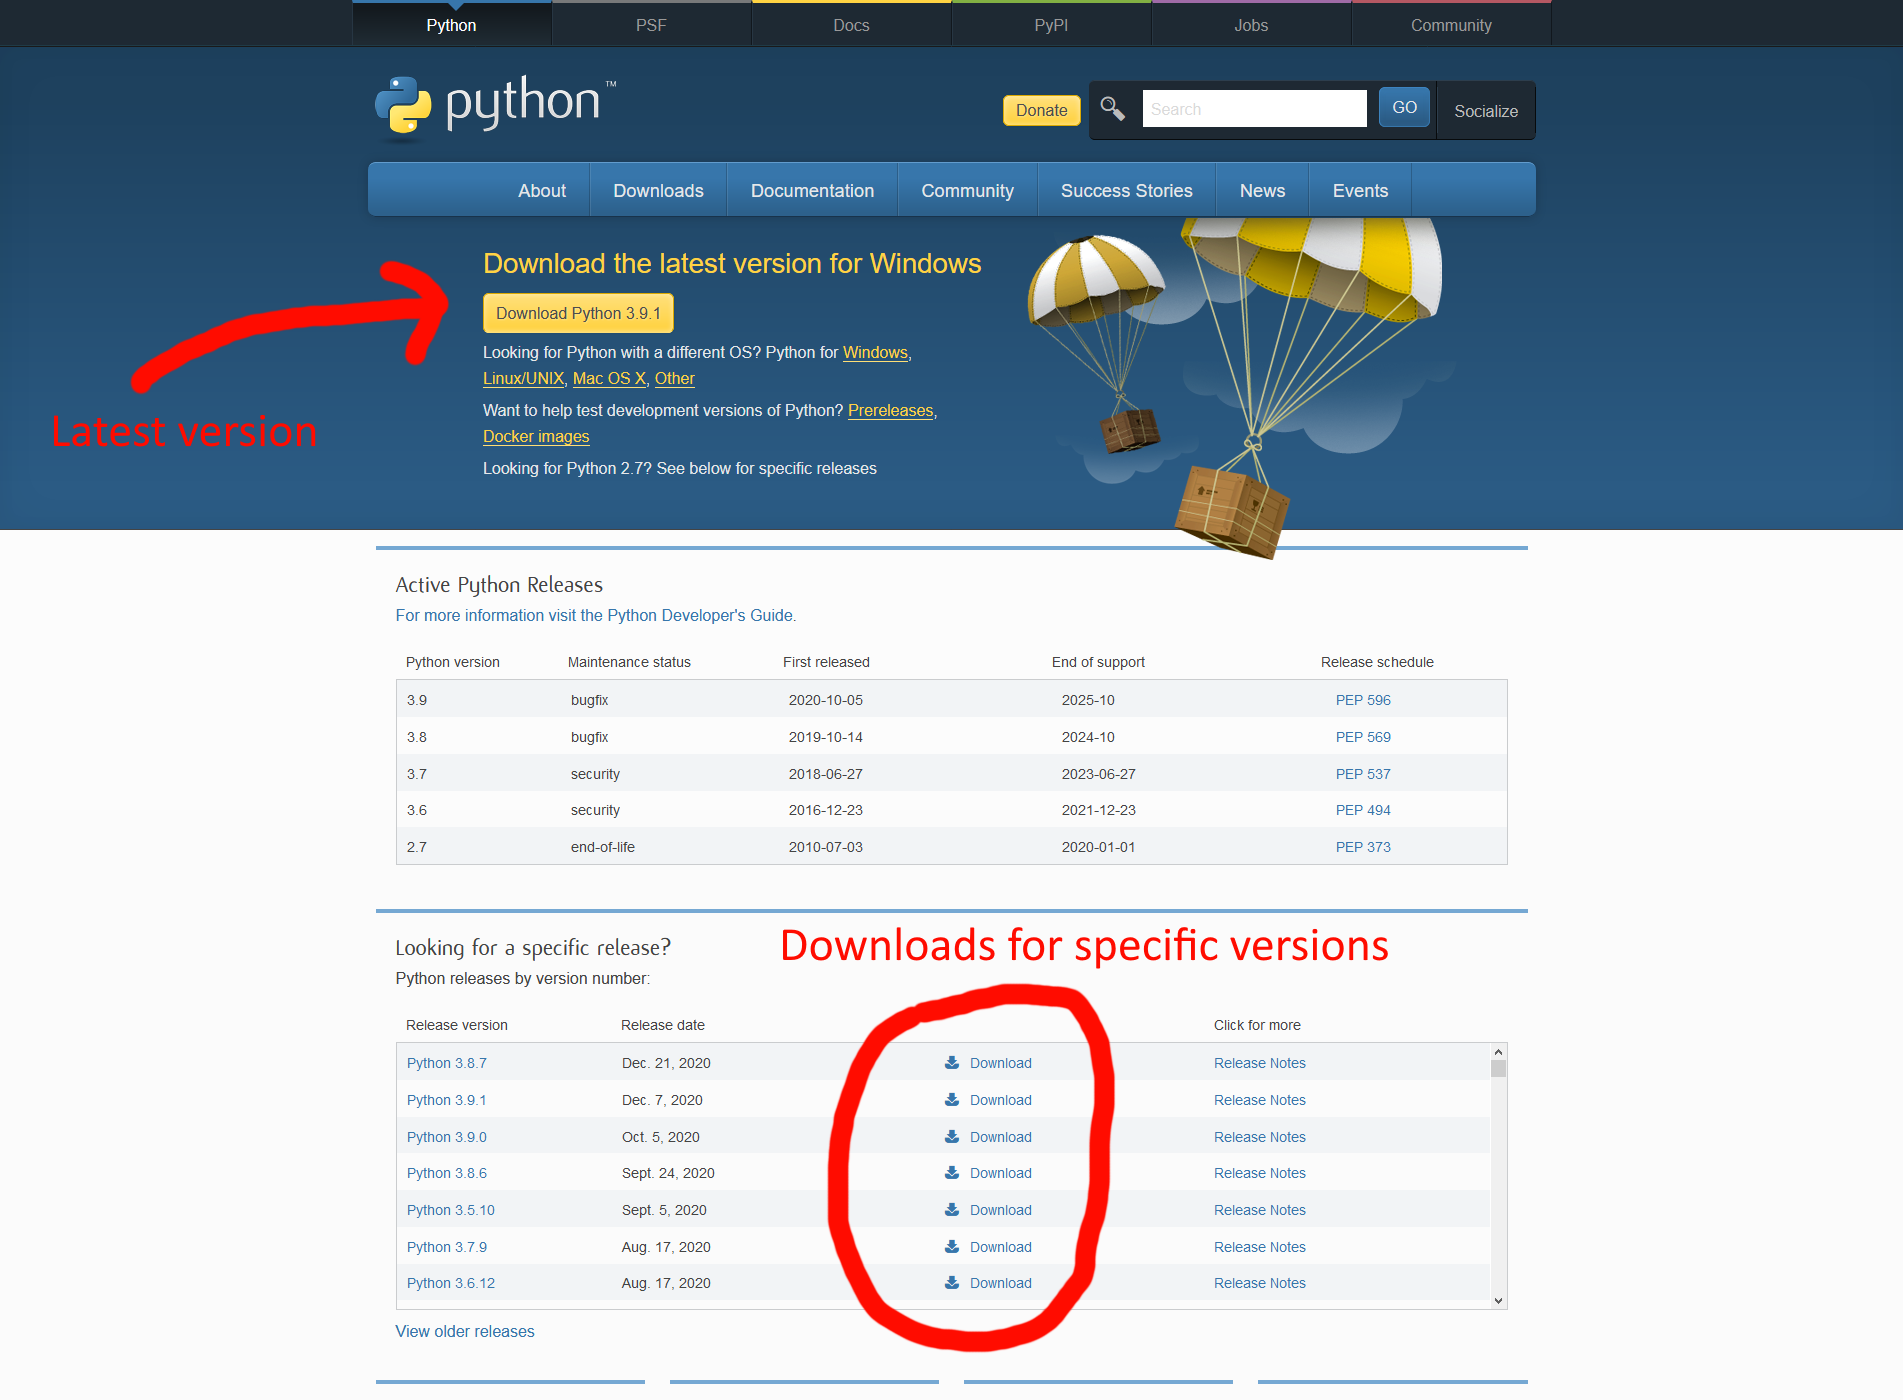 Python PSF Docs PyPI Jobs Community
python™
Donate Search GO Socialize
About Downloads Documentation Community Success Stories News Events
Download the latest version for Windows
Download Python 3.9.1
Looking for Python with a different OS? Python for Windows,
Linux/UNIX, Mac OS X, Other
Want to help test development versions of Python? Prereleases,
Docker images
Looking for Python 2.7? See below for specific releases
Latest version
Active Python Releases
For more information visit the Python Developer's Guide.
Python version Maintenance status First released End of support Release schedule
3.9 bugfix 2020-10-05 2025-10 PEP 596
3.8 bugfix 2019-10-14 2024-10 PEP 569
3.7 security 2018-06-27 2023-06-27 PEP 537
3.6 security 2016-12-23 2021-12-23 PEP 494
2.7 end-of-life 2010-07-03 2020-01-01 PEP 373
Downloads for specific versions
Looking for a specific release?
Python releases by version number:
Release version Release date Click for more
Python 3.8.7 Dec. 21, 2020 Download Release Notes
Python 3.9.1 Dec. 7, 2020 Download Release Notes
Python 3.9.0 Oct. 5, 2020 Download Release Notes
Python 3.8.6 Sept. 24, 2020 Download Release Notes
Python 3.5.10 Sept. 5, 2020 Download Release Notes
Python 3.7.9 Aug. 17, 2020 Download Release Notes
Python 3.6.12 Aug. 17, 2020 Download Release Notes
View older releases